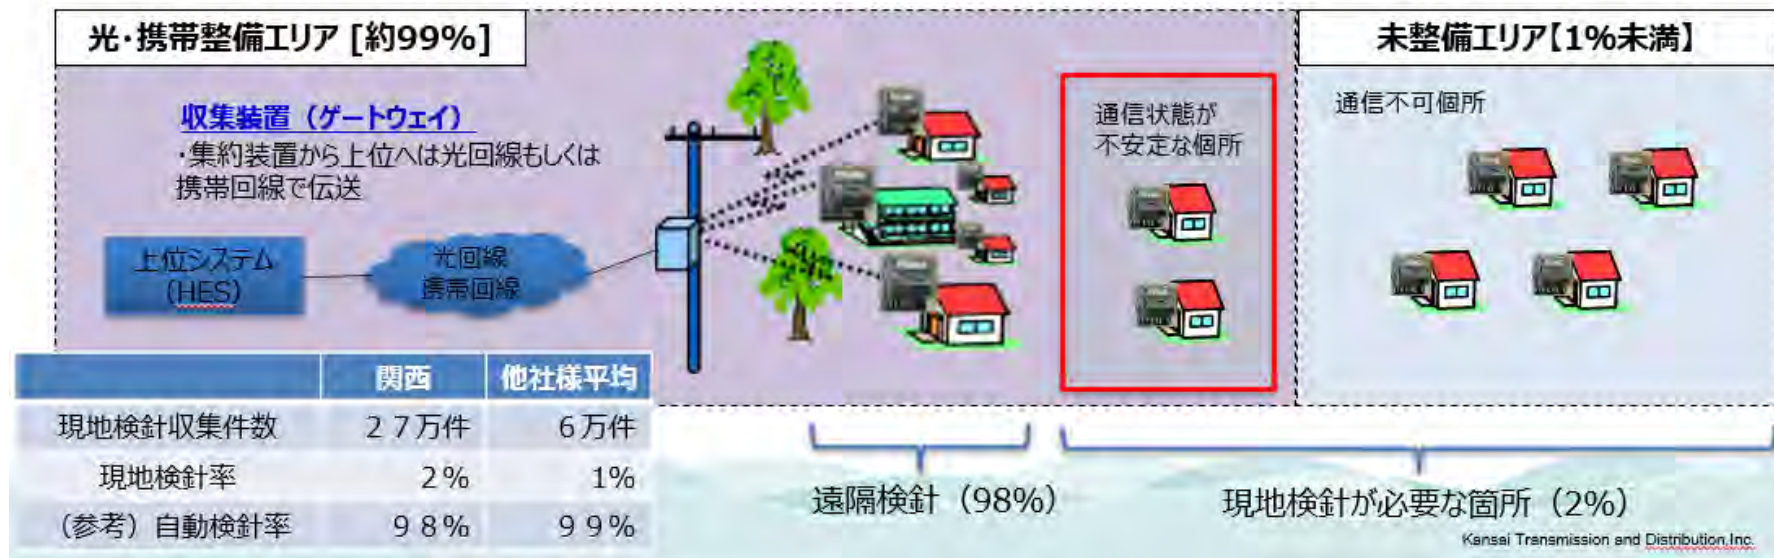 光・携帯整備エリア [約99%]
未整備エリア【1%未満】
収集装置（ゲートウェイ）
・集約装置から上位へは光回線もしくは
携帯回線で伝送
上位システム
(HES)
光回線
携帯回線
通信状態が
不安定な個所
通信不可個所
関西 他社様平均
現地検針収集件数 27万件 6万件
現地検針率 2% 1%
（参考）自動検針率 98% 99%
遠隔検針（98%）
現地検針が必要な箇所（2%）
Kansai Transmission and Distribution,Inc.